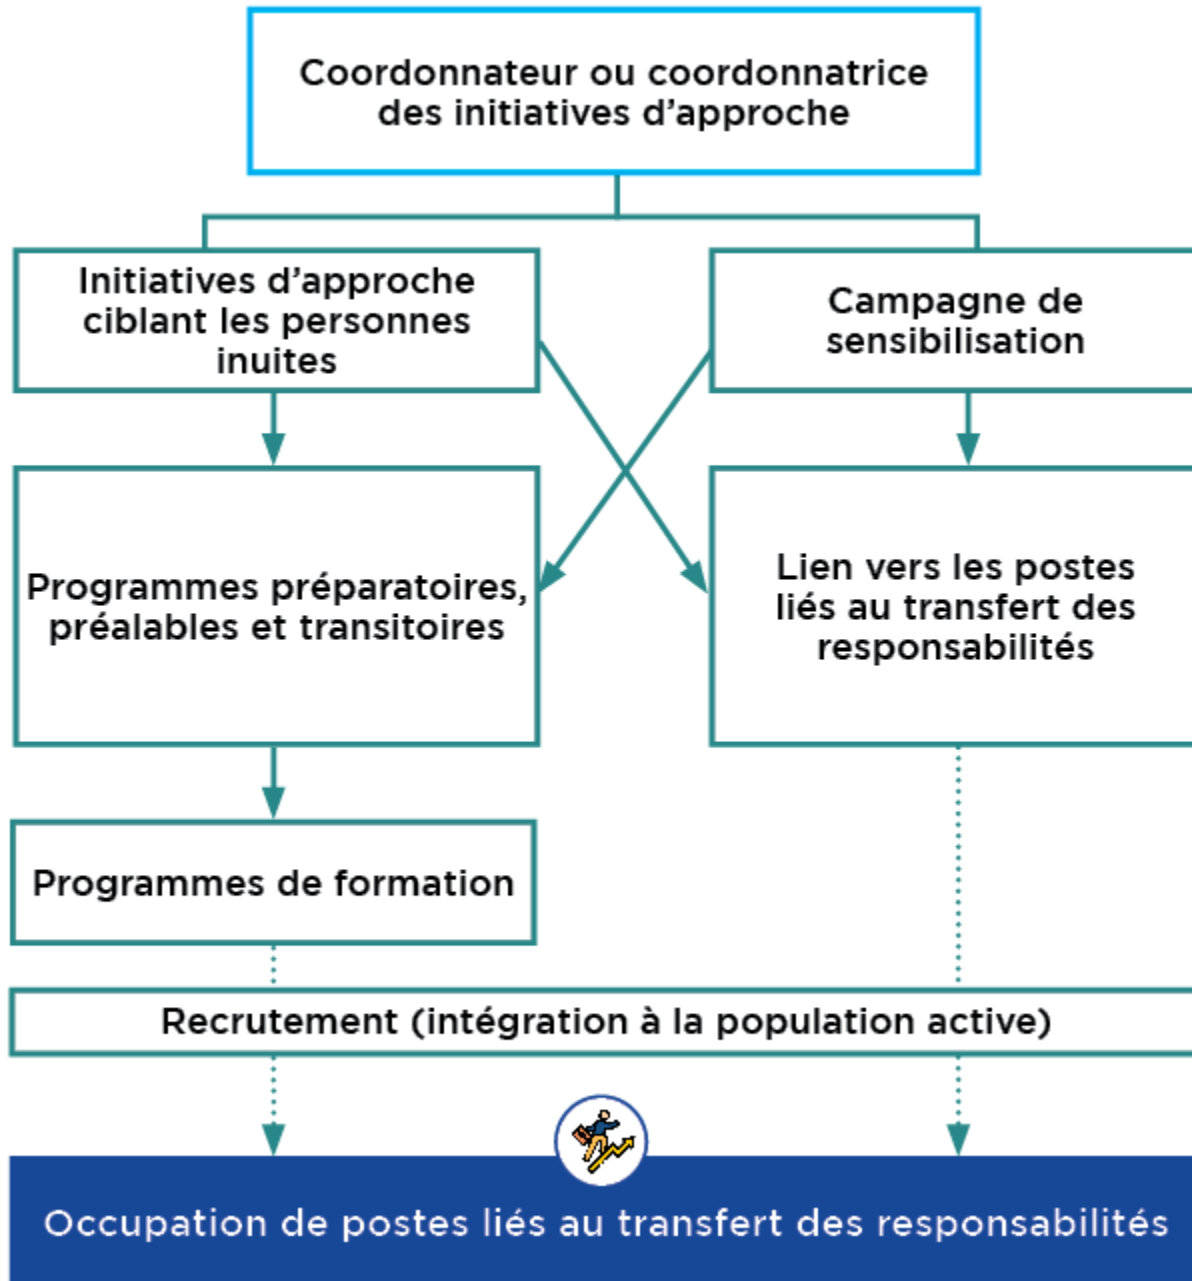 Coordonnateur ou coordonnatrice
des initiatives d’approche
Initiatives d’approche
ciblant les personnes
inuites
Campagne de
sensibilisation
Programmes préparatoires,
préalables et transitoires
Lien vers les postes
liés au transfert des
responsabilités
Programmes de formation
Recrutement (intégration à la population active)
Occupation de postes liés au transfert des responsabilités